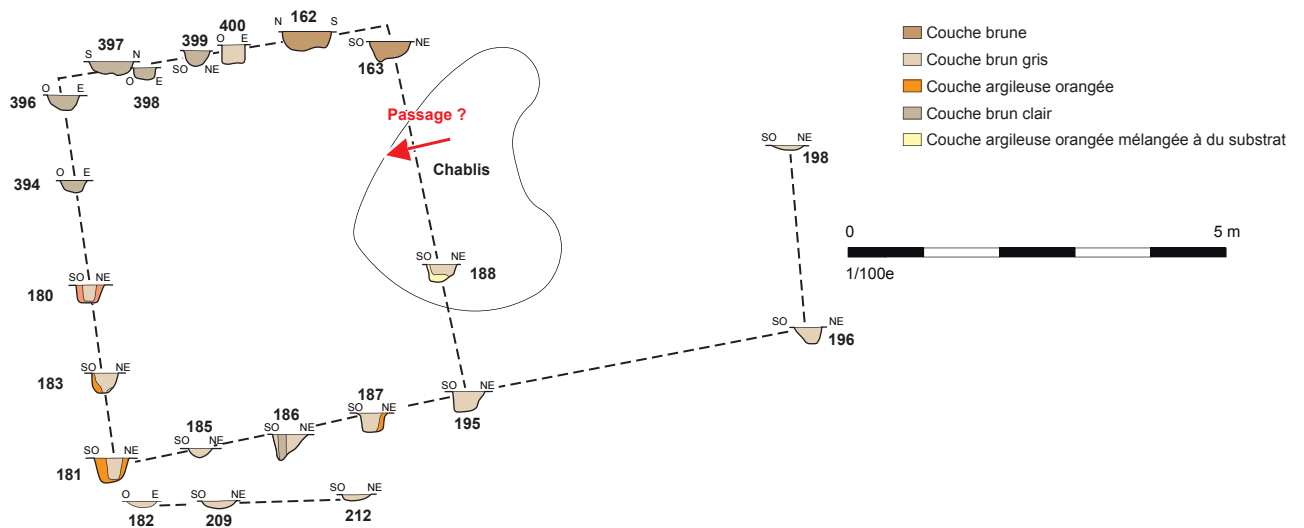 N 162 S
400
O E
399
SO NE
397
S N
O E
398
SO NE
163
O E
396
Passage ?
Chablis
O E
394
SO NE
198
SO NE
188
SO NE
180
SO NE
196
SO NE
183
SO NE
195
187
SO NE
186
SO NE
185
SO NE
SO NE
181
O E
182
SO NE
209
SO NE
212
Couche brune
Couche brun gris
Couche argileuse orangée
Couche brun clair
Couche argileuse orangée mélangée à du substrat
0 5 m
1/100e